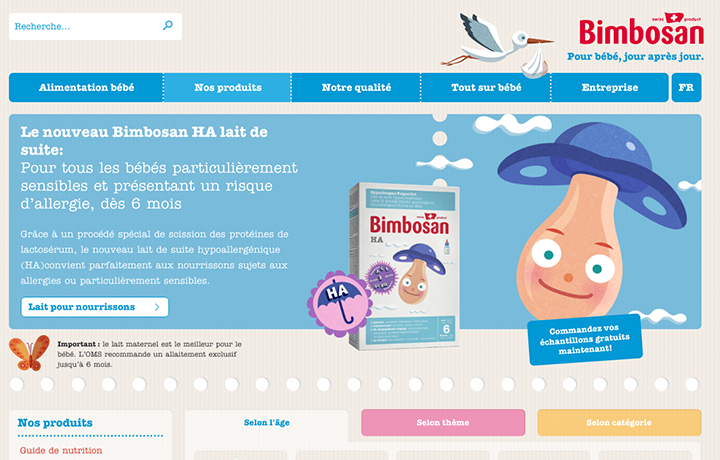 Recherche...
swiss product
Bimbosan
Pour bébé, jour après jour.
Alimentation bébé
Nos produits
Notre qualité
Tout sur bébé
Entreprise
FR
Le nouveau Bimbosan HA lait de
suite:
Pour tous les bébés particulièrement
sensibles et présentant un risque
d'allergie, dès 6 mois
Grâce à un procédé spécial de scission des protéines de
lactosérum, le nouveau lait de suite hypoallergénique
(HA)convient parfaitement aux nourrissons sujets aux
allergies ou particulièrement sensibles.
Lait pour nourrissons
Bimbosan
HA
HA
6
Commandez vos
échantillons gratuits
maintenant!
Important : le lait maternel est le meilleur pour le
bébé. L'OMS recommande un allaitement exclusif
jusqu'à 6 mois.
Nos produits
Guide de nutrition
Selon l'âge
Selon thème
Selon catégorie